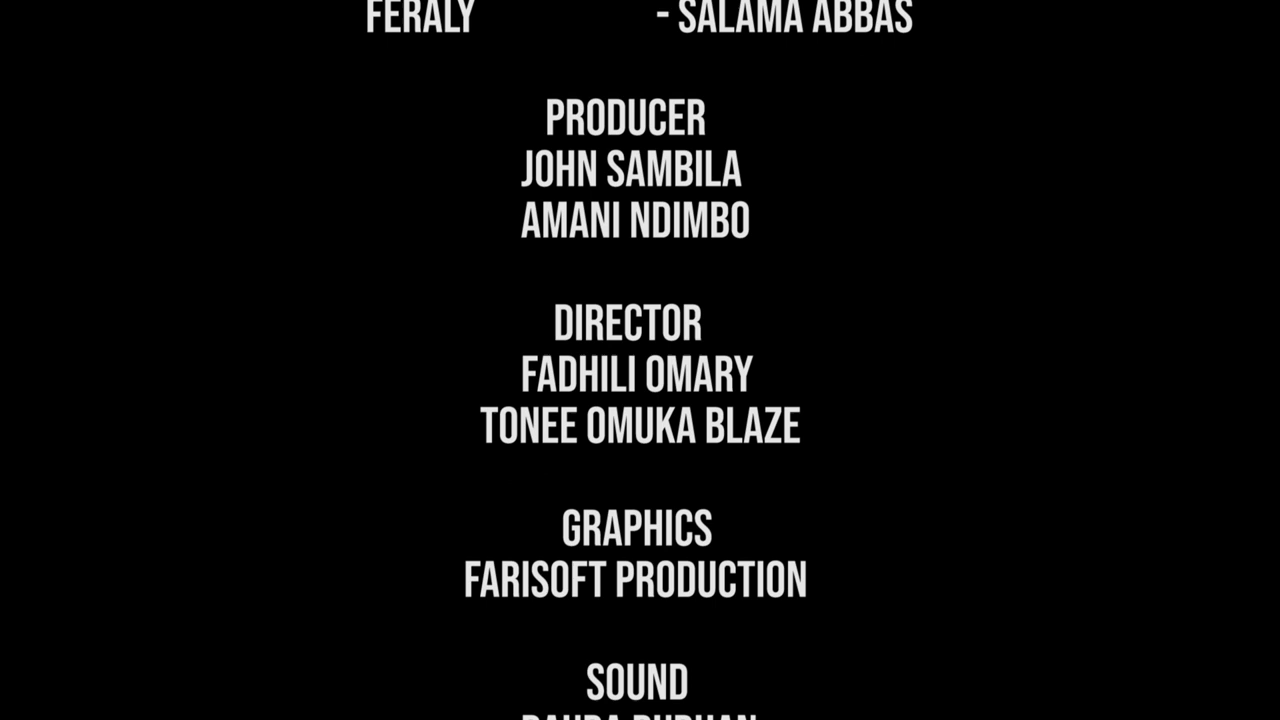 FERALY - SALAMA ABBAS
PRODUCER
JOHN SAMBILA
AMANI NDIMBO
DIRECTOR
FADHILI OMARY
TONEE OMUKA BLAZE
GRAPHICS
FARISOFT PRODUCTION
SOUND